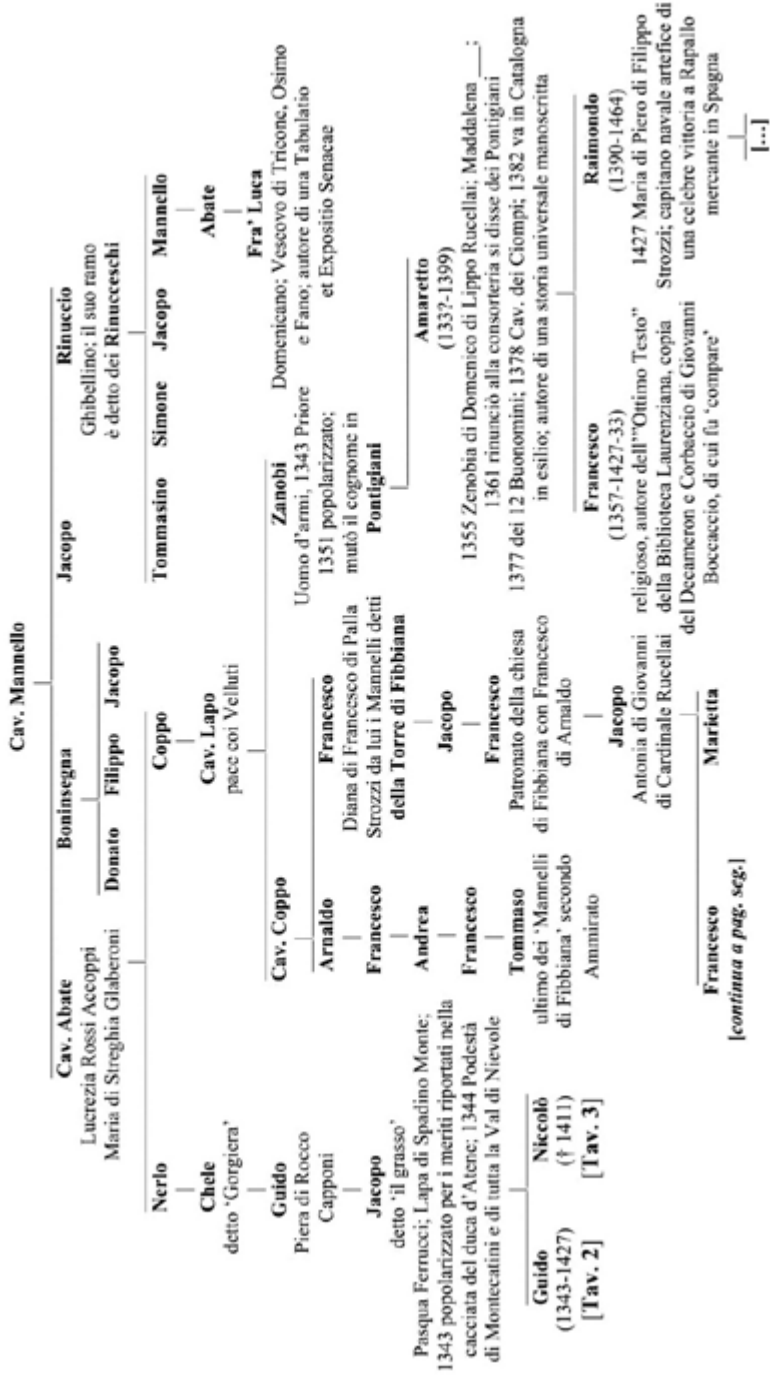 Cav. Mannello
Cav. Abate
Lucrezia Rossi Accoppi
Maria di Streghia Glaberoni
Boninsegna
Jacopo
Rinuccio
Ghibellino; il suo ramo
è detto dei Rinucceschi
Donato Filippo Jacopo
Tommasino Simone Jacopo Mannello
Abate
Fra' Luca
Domenicano; Vescovo di Tricone, Osimo
e Fano; autore di una Tabulatio
et Expositio Senacae
Nerlo
Coppo
Chele
detto 'Gorgiera'
Cav. Lapo
pace coi Velluti
Guido
Piera di Rocco
Capponi
Cav. Coppo
Zanobi
Uomo d'armi, 1343 Priore
1351 popolarizzato;
mutò il cognome in
Pontigiani
Jacopo
detto 'il grasso'
Pasqua Ferrucci; Lapa di Spadino Monte;
1343 popolarizzato per i meriti riportati nella
cacciata del duca d'Atene; 1344 Podestà
di Montecatini e di tutta la Val di Nievole
Arnaldo
Francesco
Andrea
Francesco
Tommaso
ultimo dei 'Mannelli
di Fibbiana' secondo
Ammirato
Francesco
Diana di Francesco di Palla
Strozzi da lui i Mannelli detti
della Torre di Fibbiana
Jacopo
Francesco
Patronato della chiesa
di Fibbiana con Francesco
di Arnaldo
Jacopo
Antonia di Giovanni
di Cardinale Rucellai
Amaretto
(133?-1399)
1355 Zenobia di Domenico di Lippo Rucellai; Maddalena ___;
1361 rinunciò alla consorteria si disse dei Pontigiani
1377 dei 12 Buonomini; 1378 Cav. dei Ciompi; 1382 va in Catalogna
in esilio; autore di una storia universale manoscritta
Guido
(1343-1427)
[Tav. 2]
Niccolò
(† 1411)
[Tav. 3]
Francesco
(1357-1427-33)
religioso, autore dell'"Ottimo Testo"
della Biblioteca Laurenziana, copia
del Decameron e Corbaccio di Giovanni
Boccaccio, di cui fu 'compare'
Raimondo
(1390-1464)
1427 Maria di Piero di Filippo
Strozzi; capitano navale artefice di
una celebre vittoria a Rapallo
mercante in Spagna
[...]
Francesco
[continua a pag. seg.]
Marietta